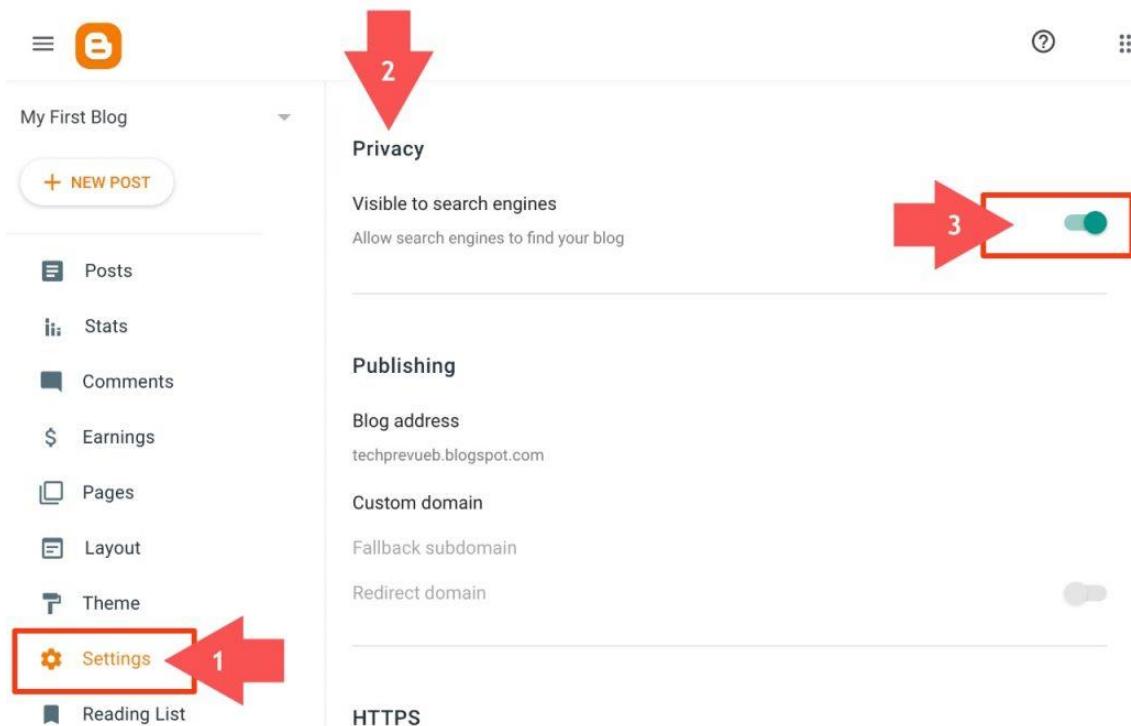 2
My First Blog
+ NEW POST
Posts
Stats
Comments
$ Earnings
Pages
Layout
Theme
Settings
1
Reading List
Privacy
Visible to search engines
Allow search engines to find your blog
3
Publishing
Blog address
techprevueb.blogspot.com
Custom domain
Fallback subdomain
Redirect domain
HTTPS